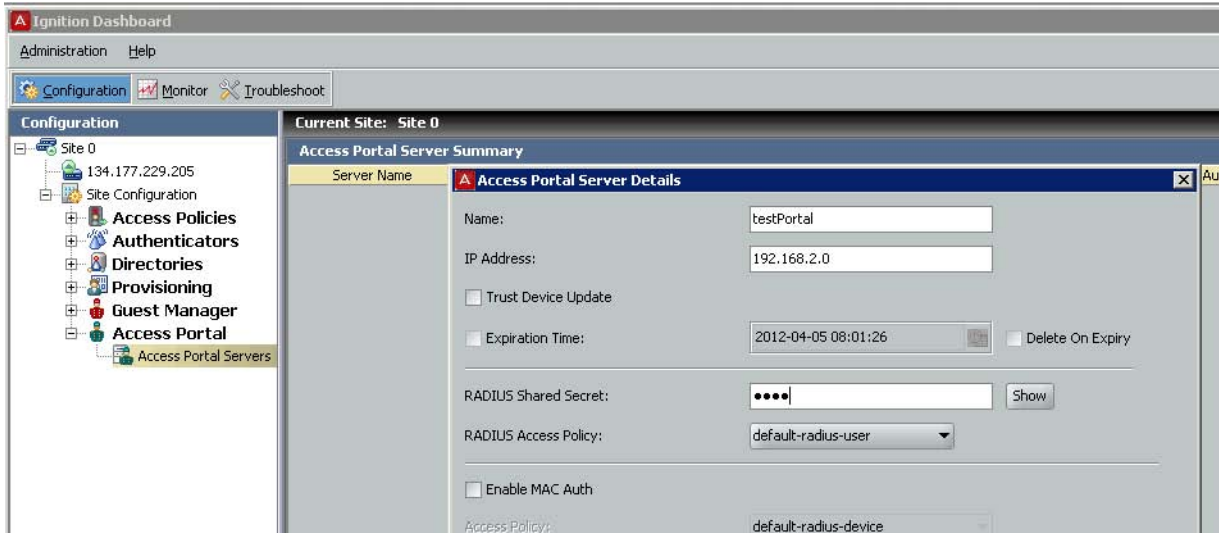 A Ignition Dashboard
Administration Help
Configuration Monitor Troubleshoot
Configuration
Current Site: Site 0
Site 0
Access Portal Server Summary
134.177.229.205
Server Name
A Access Portal Server Details
Au
Site Configuration
Access Policies
Name: testPortal
Authenticators
Directories
IP Address: 192.168.2.0
Provisioning
Trust Device Update
Guest Manager
Access Portal
Expiration Time: 2012-04-05 08:01:26 Delete On Expiry
Access Portal Servers
RADIUS Shared Secret: ●●●● Show
RADIUS Access Policy: default-radius-user
Enable MAC Auth
Access Policy: default-radius-device